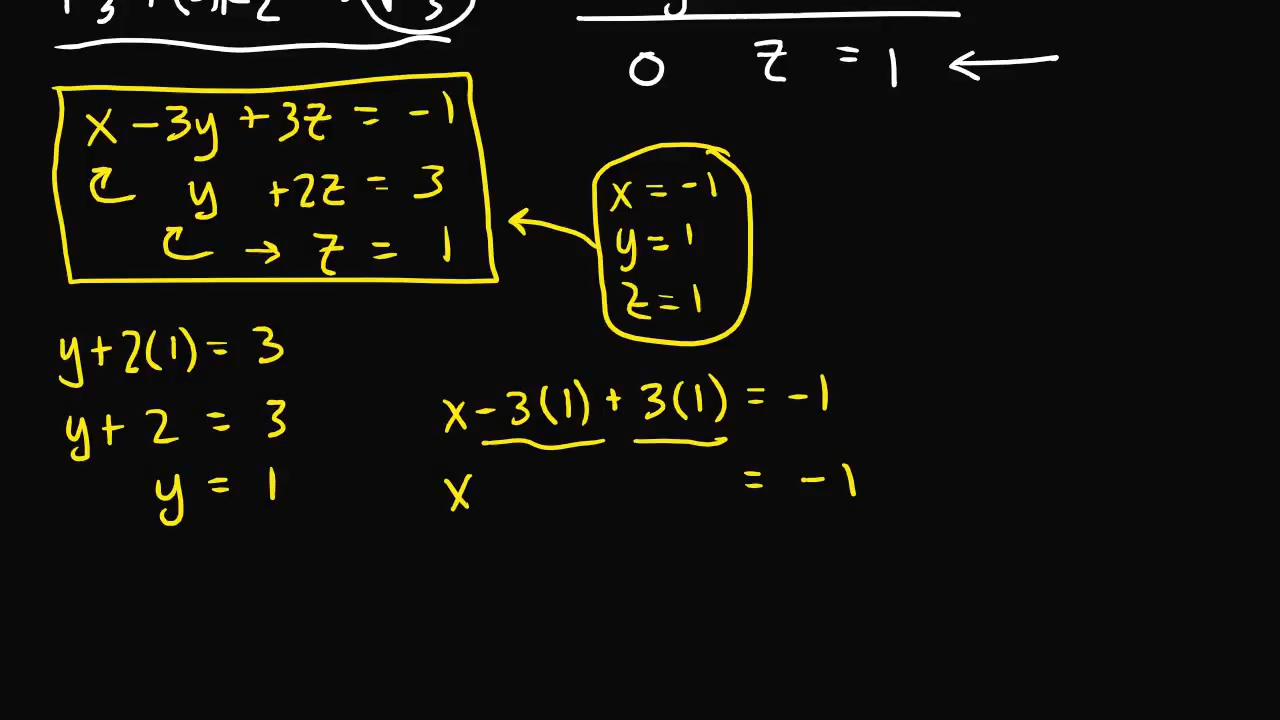 0 z = 1 ←
x - 3y + 3z = -1
y + 2z = 3
→ z = 1
x = -1
y = 1
z = 1
y + 2(1) = 3
y + 2 = 3
y = 1
x - 3(1) + 3(1) = -1
x = -1